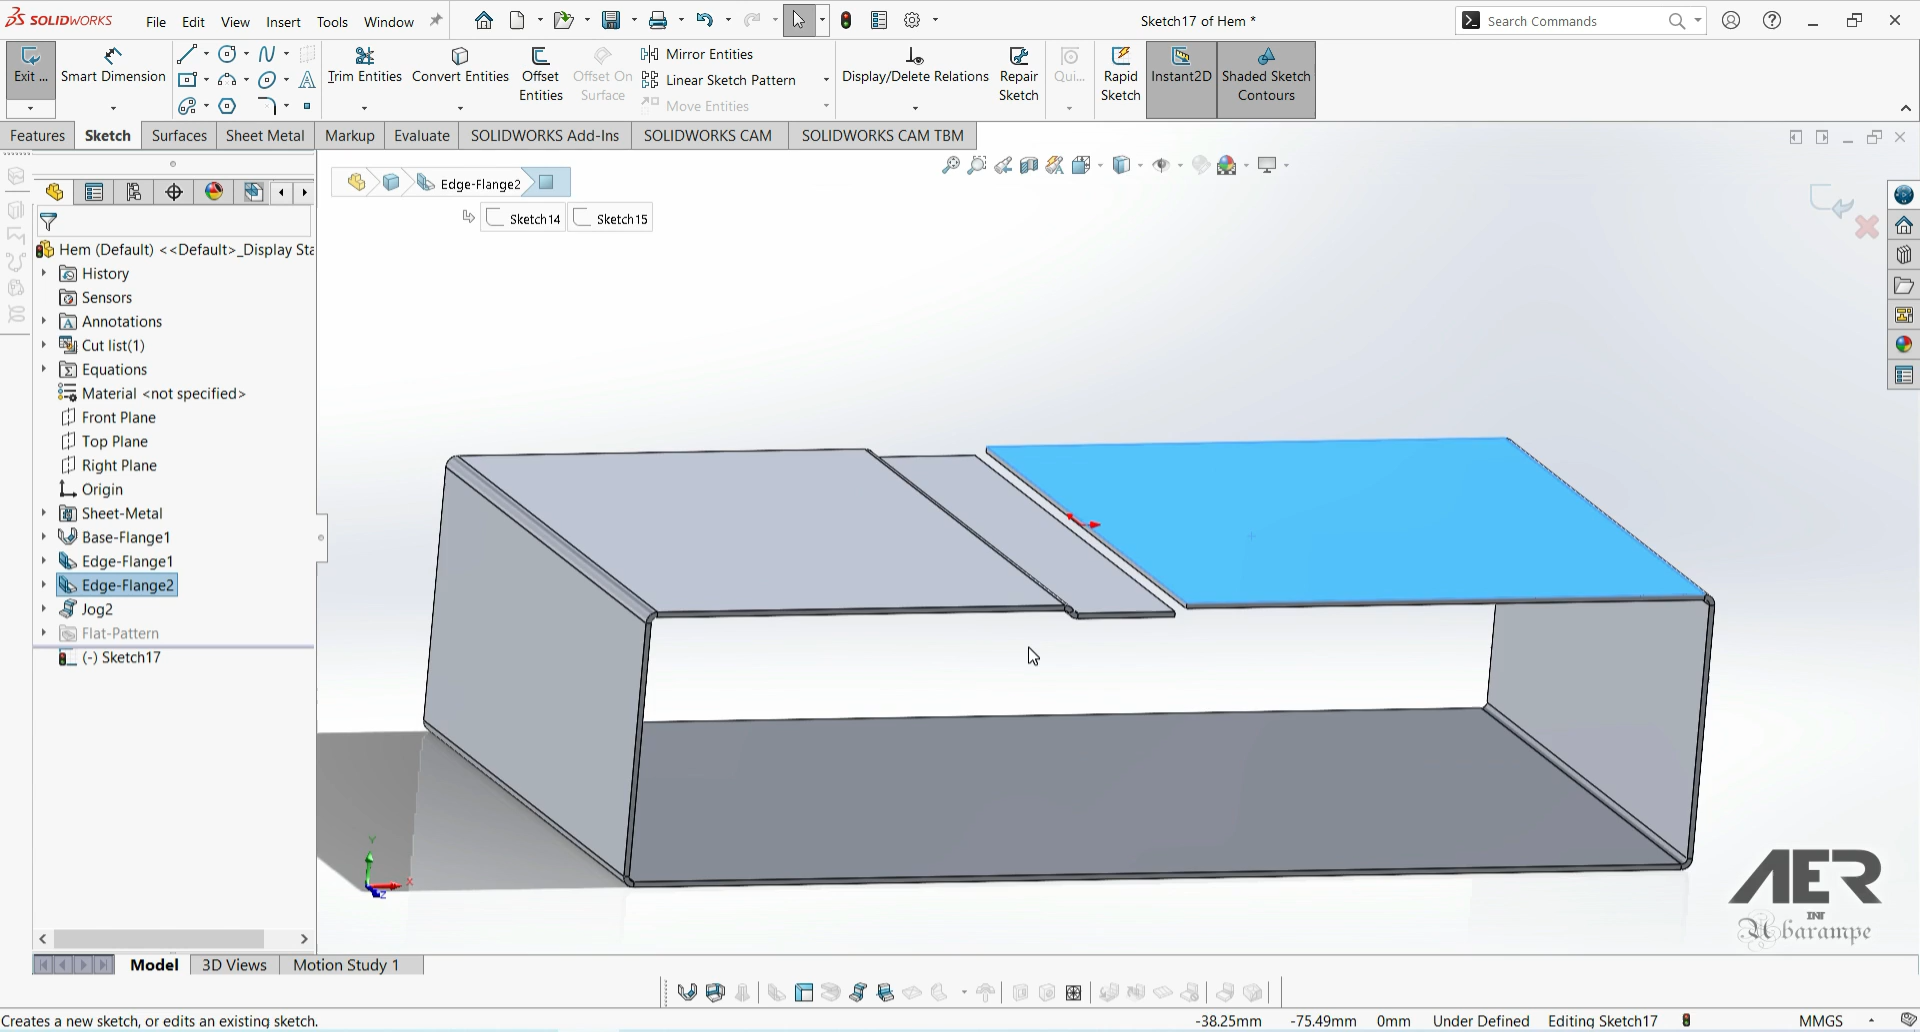 SOLIDWORKS File Edit View Insert Tools Window Sketch17 of Hem * Search Commands
Exit ... Smart Dimension Trim Entities Convert Entities Offset Entities Offset On Surface Mirror Entities Linear Sketch Pattern Move Entities Display/Delete Relations Repair Sketch Qui... Rapid Sketch Instant2D Shaded Sketch Contours
Features Sketch Surfaces Sheet Metal Markup Evaluate SOLIDWORKS Add-Ins SOLIDWORKS CAM SOLIDWORKS CAM TBM
Edge-Flange2
Sketch14 Sketch15
Hem (Default) <<Default>_Display Sta
History
Sensors
Annotations
Cut list(1)
Equations
Material <not specified>
Front Plane
Top Plane
Right Plane
Origin
Sheet-Metal
Base-Flange1
Edge-Flange1
Edge-Flange2
Jog2
Flat-Pattern
(-) Sketch17
Y
X
Z
AER
INT
Abarampe
Model 3D Views Motion Study 1
Creates a new sketch, or edits an existing sketch. -38.25mm -75.49mm 0mm Under Defined Editing Sketch17 MMGS